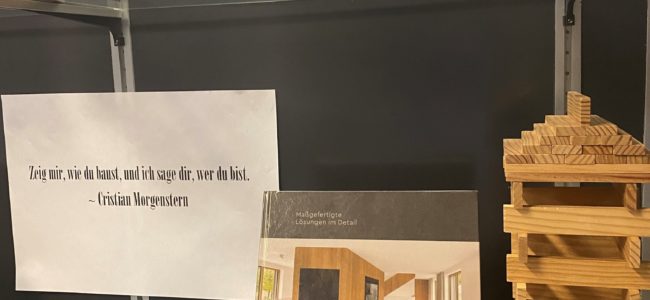 Zeig mir, wie du baust, und ich sage dir, wer du bist.
~ Cristian Morgenstern
Maßgefertigte
Lösungen im Detail